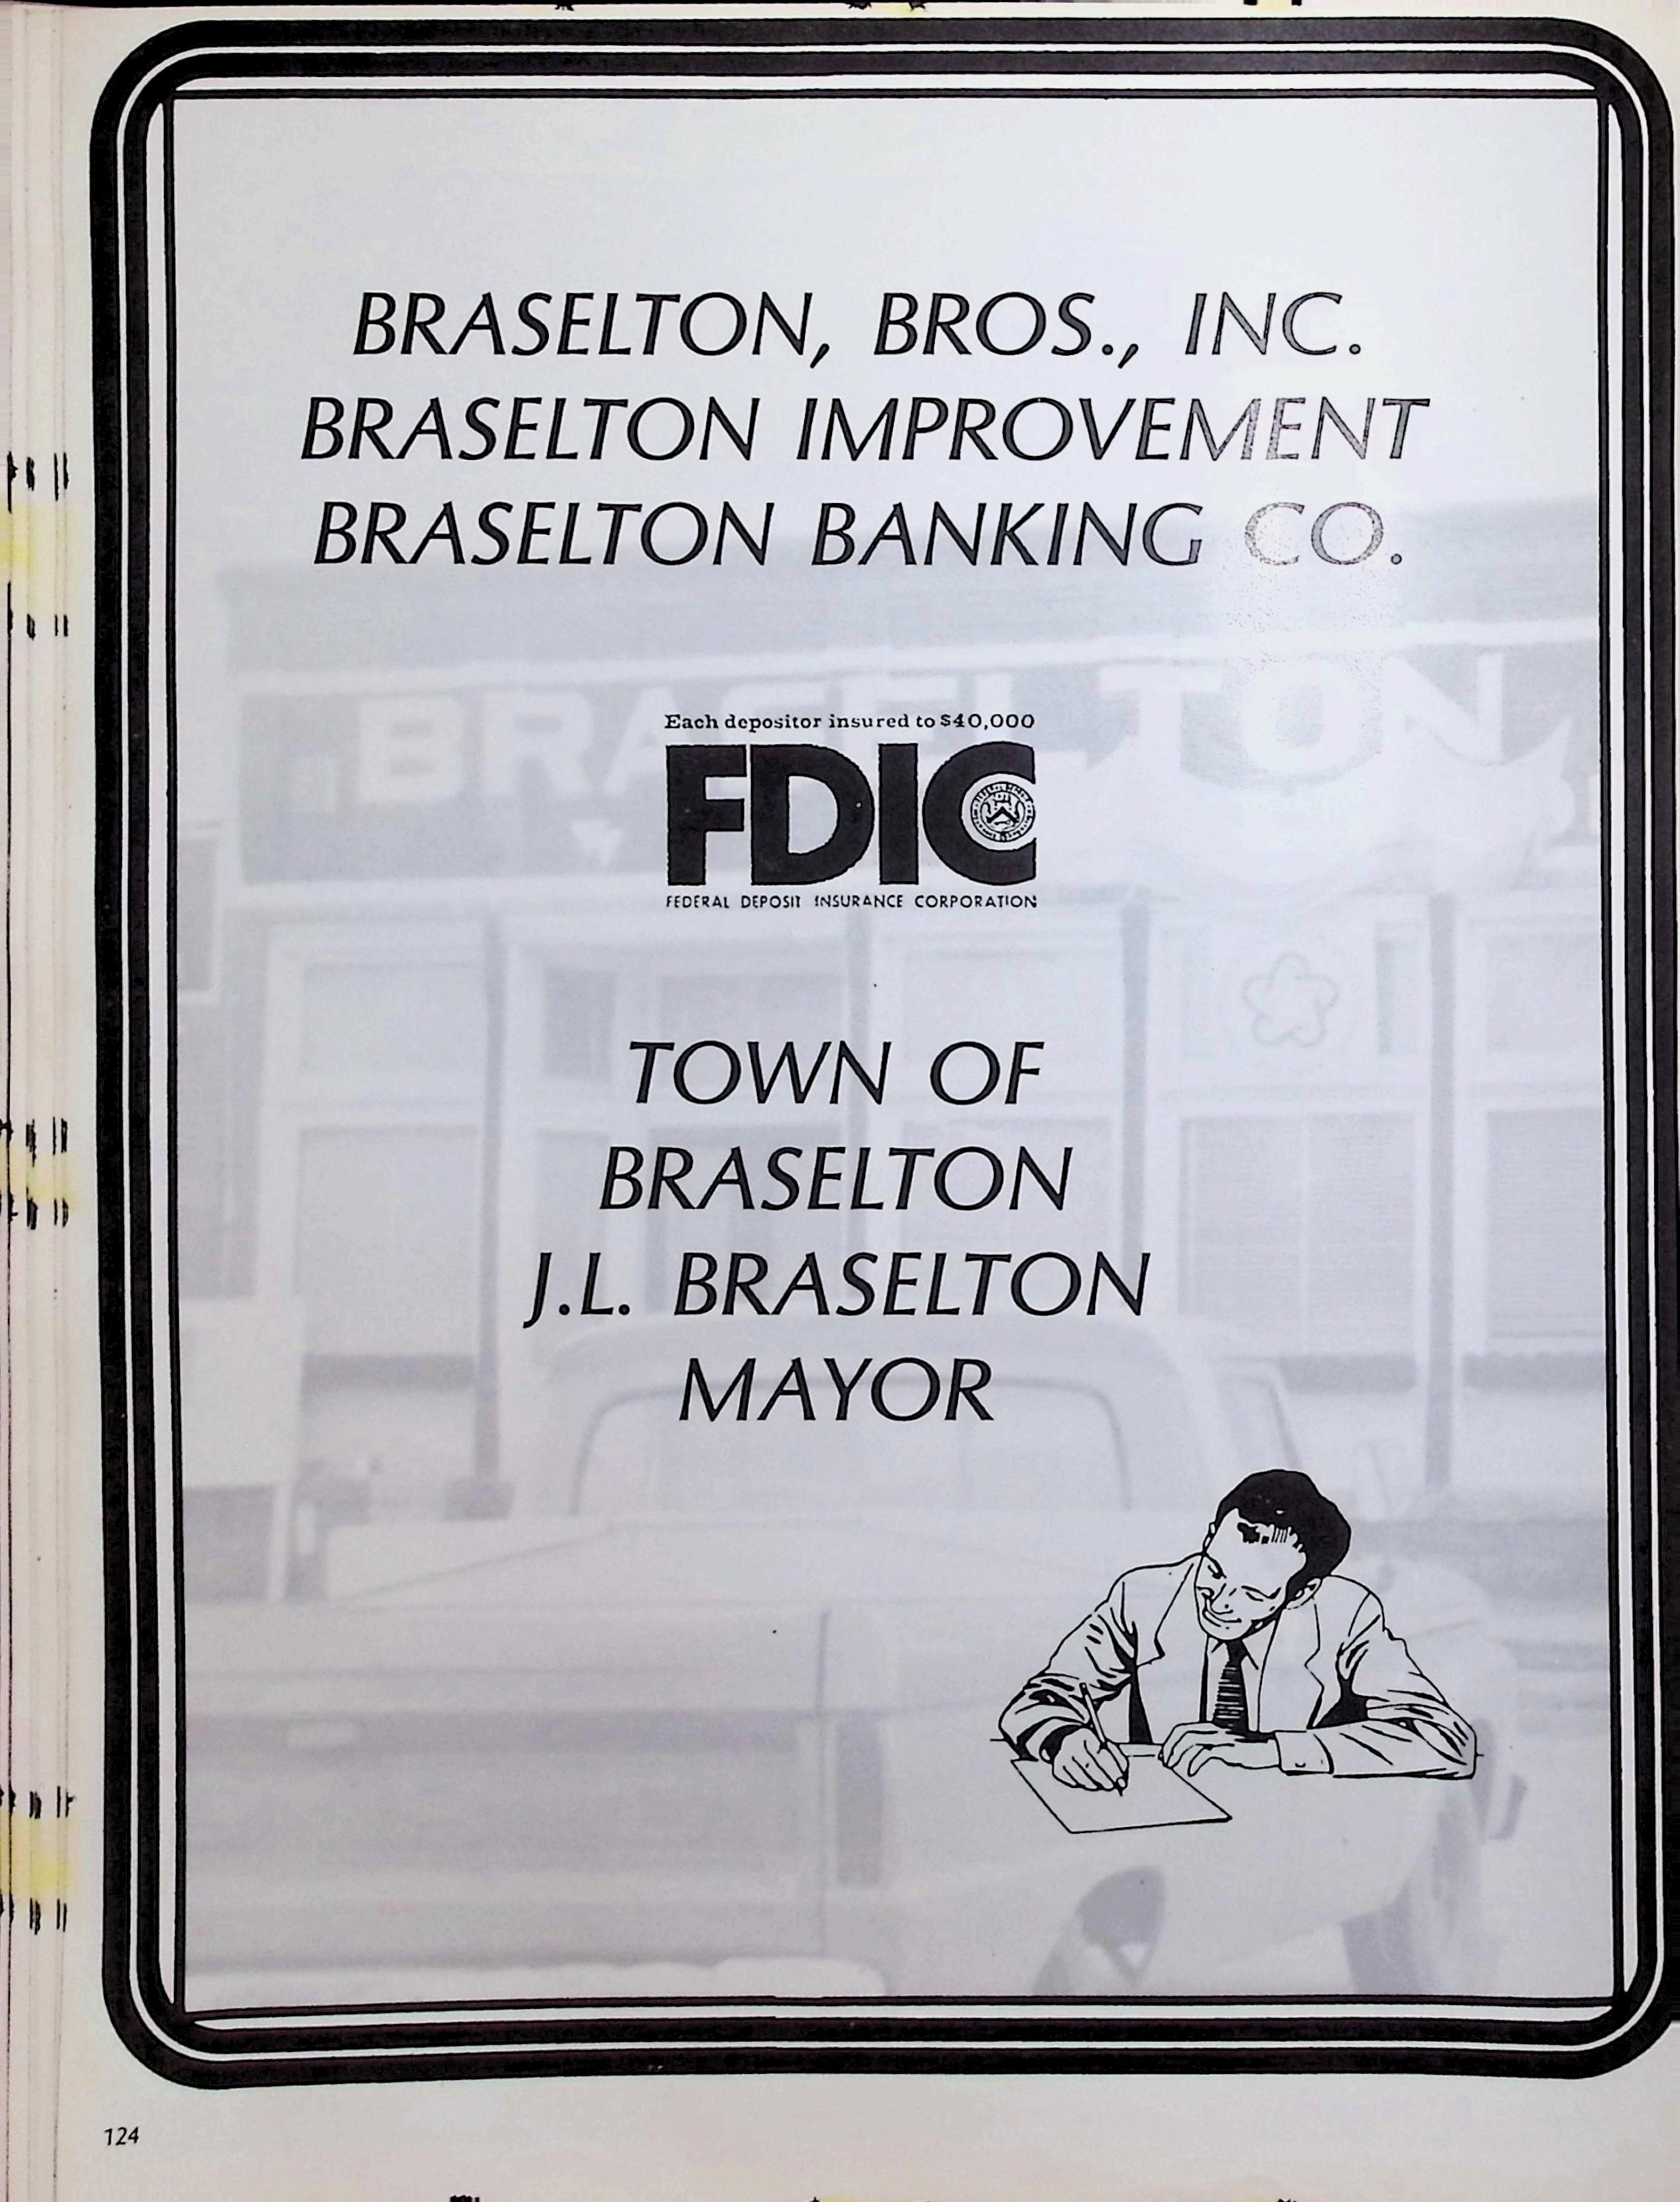 BRASELTON, BROS., INC.
BRASELTON IMPROVEMENT
BRASELTON BANKING CO.
BRASELTON
Each depositor insured to $40,000
FDIC
FEDERAL DEPOSIT INSURANCE CORPORATION
TOWN OF
BRASELTON
J.L. BRASELTON
MAYOR
124